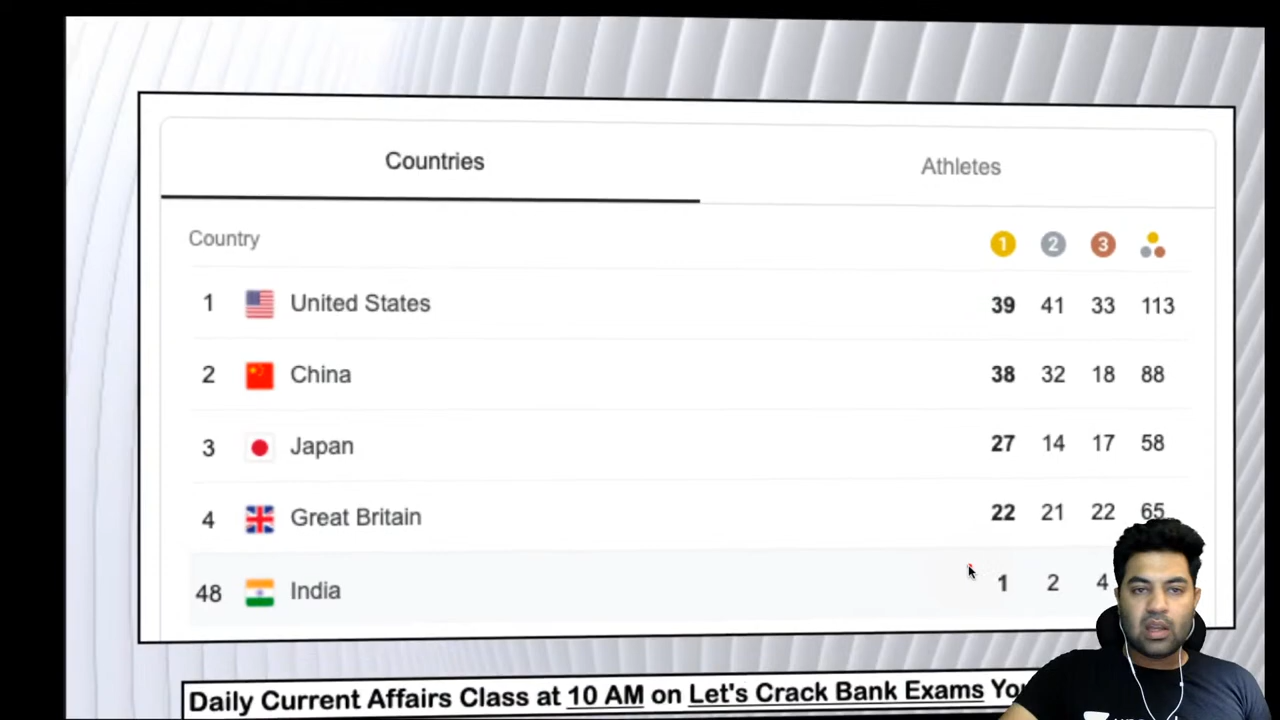 Countries Athletes
Country 1 2 3
1 United States 39 41 33 113
2 China 38 32 18 88
3 Japan 27 14 17 58
4 Great Britain 22 21 22 65
48 India 1 2 4
Daily Current Affairs Class at 10 AM on Let's Crack Bank Exams